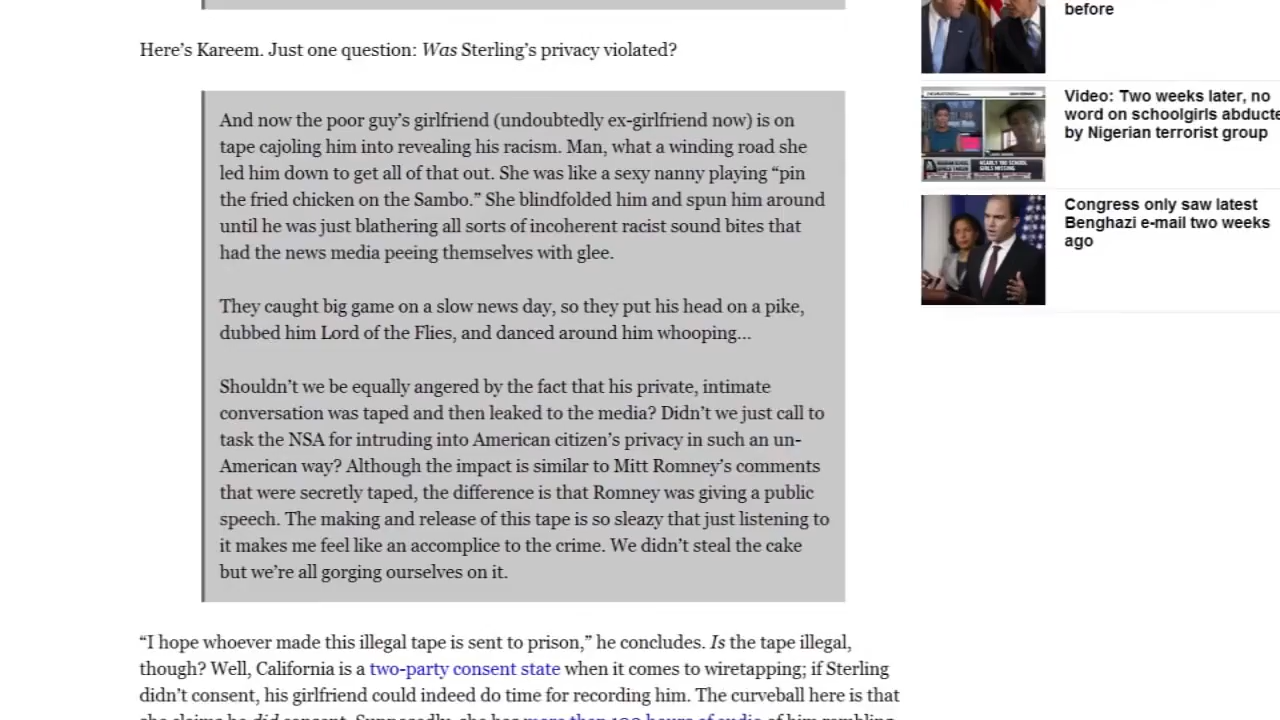 Here’s Kareem. Just one question: Was Sterling’s privacy violated?
And now the poor guy’s girlfriend (undoubtedly ex-girlfriend now) is on
tape cajoling him into revealing his racism. Man, what a winding road she
led him down to get all of that out. She was like a sexy nanny playing “pin
the fried chicken on the Sambo.” She blindfolded him and spun him around
until he was just blathering all sorts of incoherent racist sound bites that
had the news media peeing themselves with glee.
They caught big game on a slow news day, so they put his head on a pike,
dubbed him Lord of the Flies, and danced around him whooping…
Shouldn’t we be equally angered by the fact that his private, intimate
conversation was taped and then leaked to the media? Didn’t we just call to
task the NSA for intruding into American citizen’s privacy in such an un-
American way? Although the impact is similar to Mitt Romney’s comments
that were secretly taped, the difference is that Romney was giving a public
speech. The making and release of this tape is so sleazy that just listening to
it makes me feel like an accomplice to the crime. We didn’t steal the cake
but we’re all gorging ourselves on it.
“I hope whoever made this illegal tape is sent to prison,” he concludes. Is the tape illegal,
though? Well, California is a two-party consent state when it comes to wiretapping; if Sterling
didn’t consent, his girlfriend could indeed do time for recording him. The curveball here is that
she claims he did consent. Supposedly, she has more than 100 hours of audio of him rambling
before
Video: Two weeks later, no
word on schoolgirls abducte
by Nigerian terrorist group
Congress only saw latest
Benghazi e-mail two weeks
ago